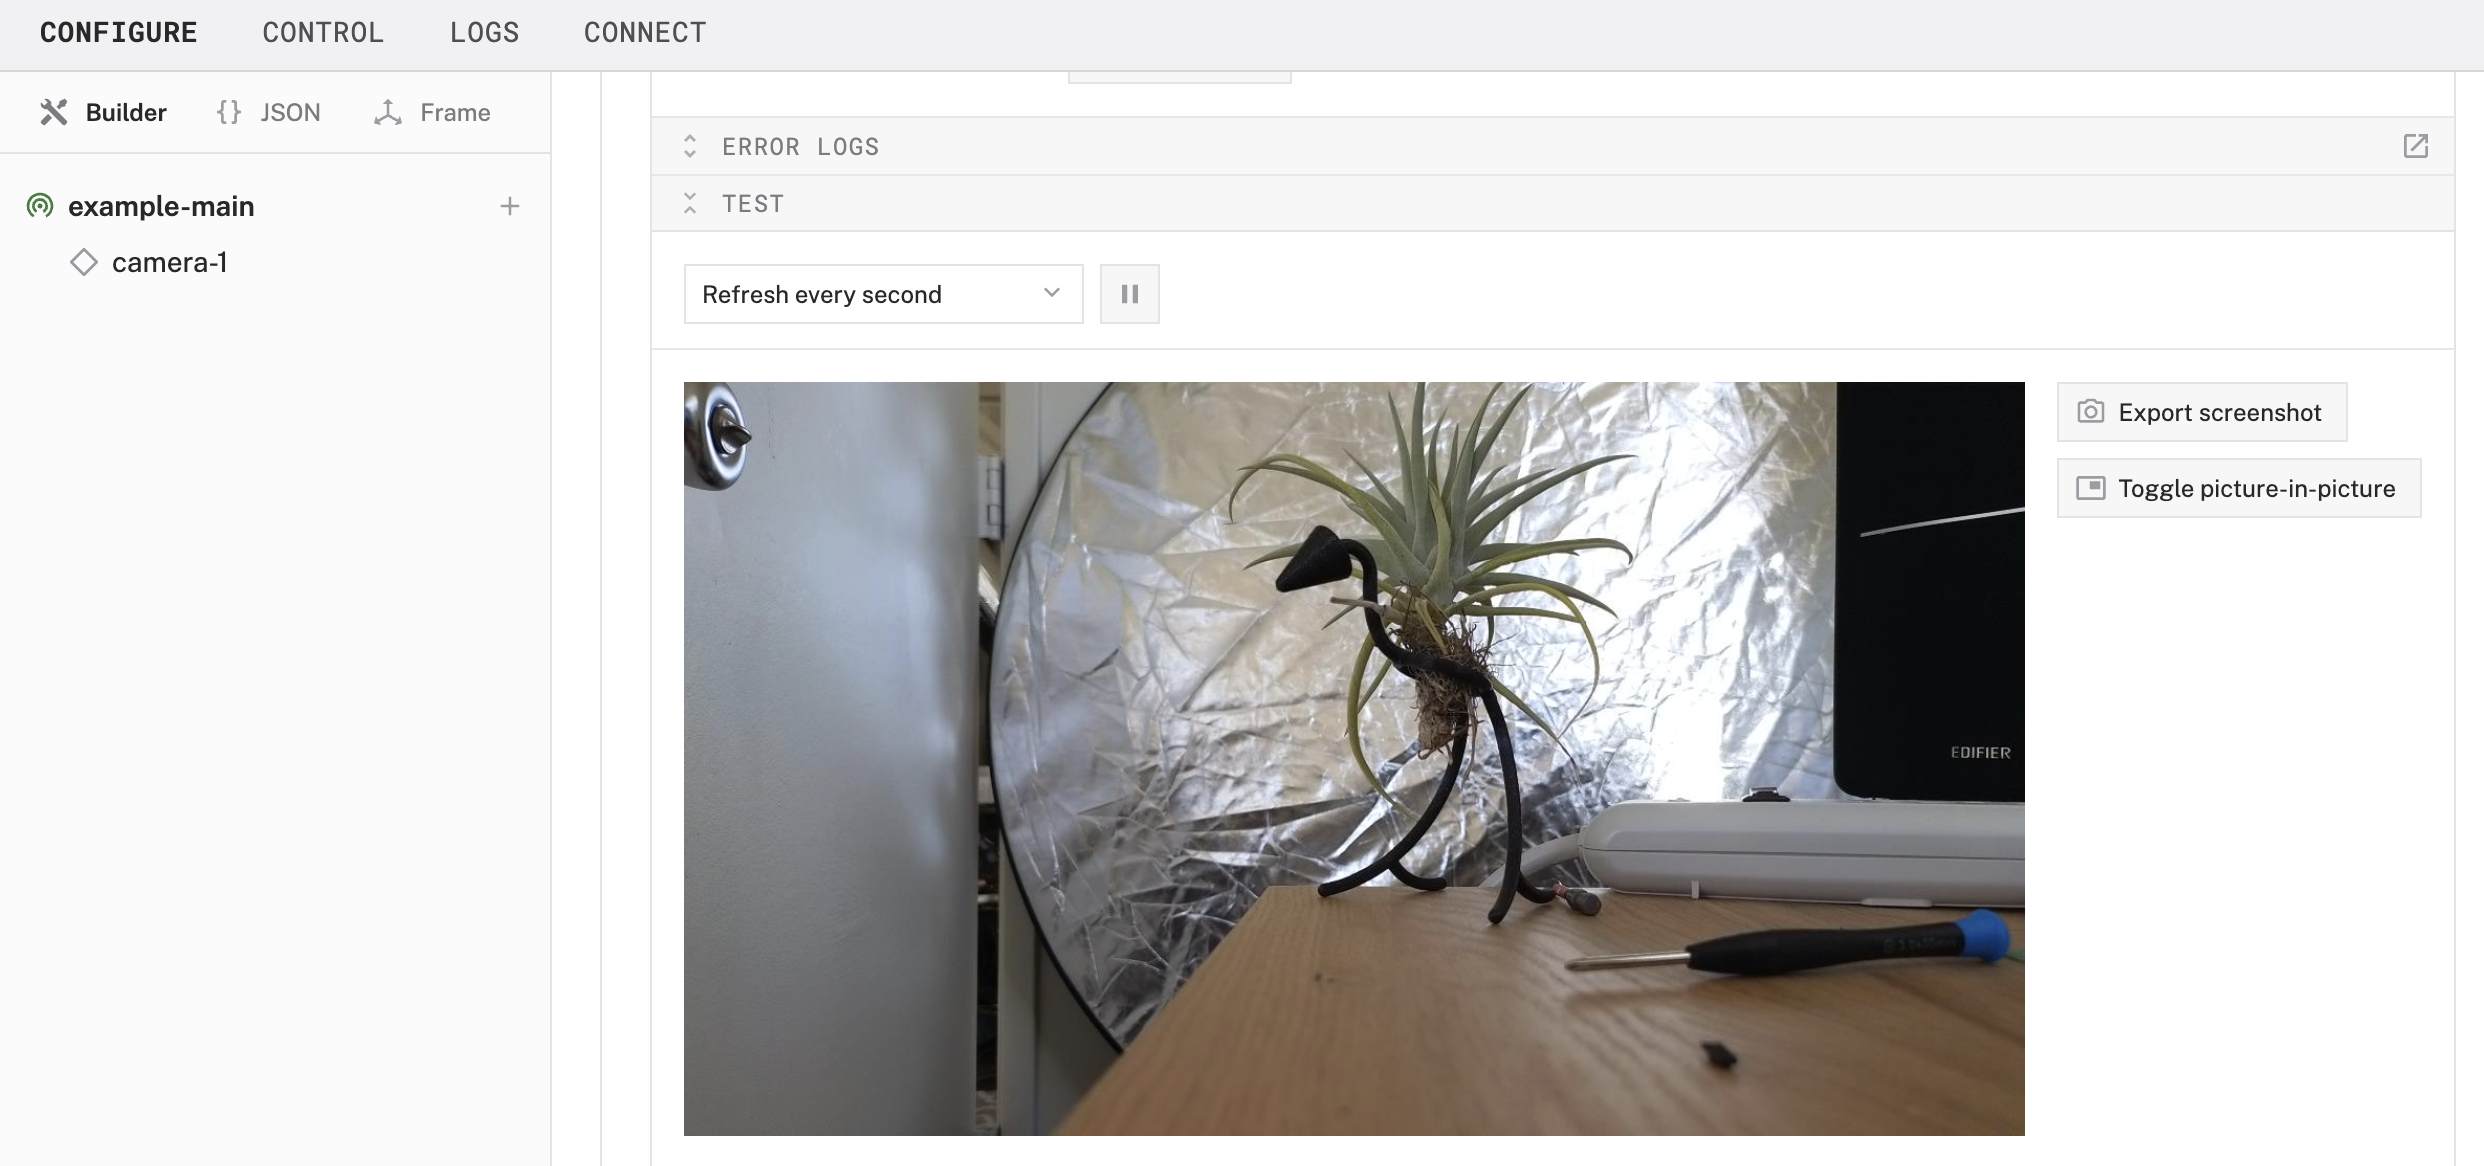 CONFIGURE CONTROL LOGS CONNECT
Builder {} JSON Frame
example-main
camera-1
ERROR LOGS
TEST
Refresh every second
Export screenshot
Toggle picture-in-picture
EDIFIER